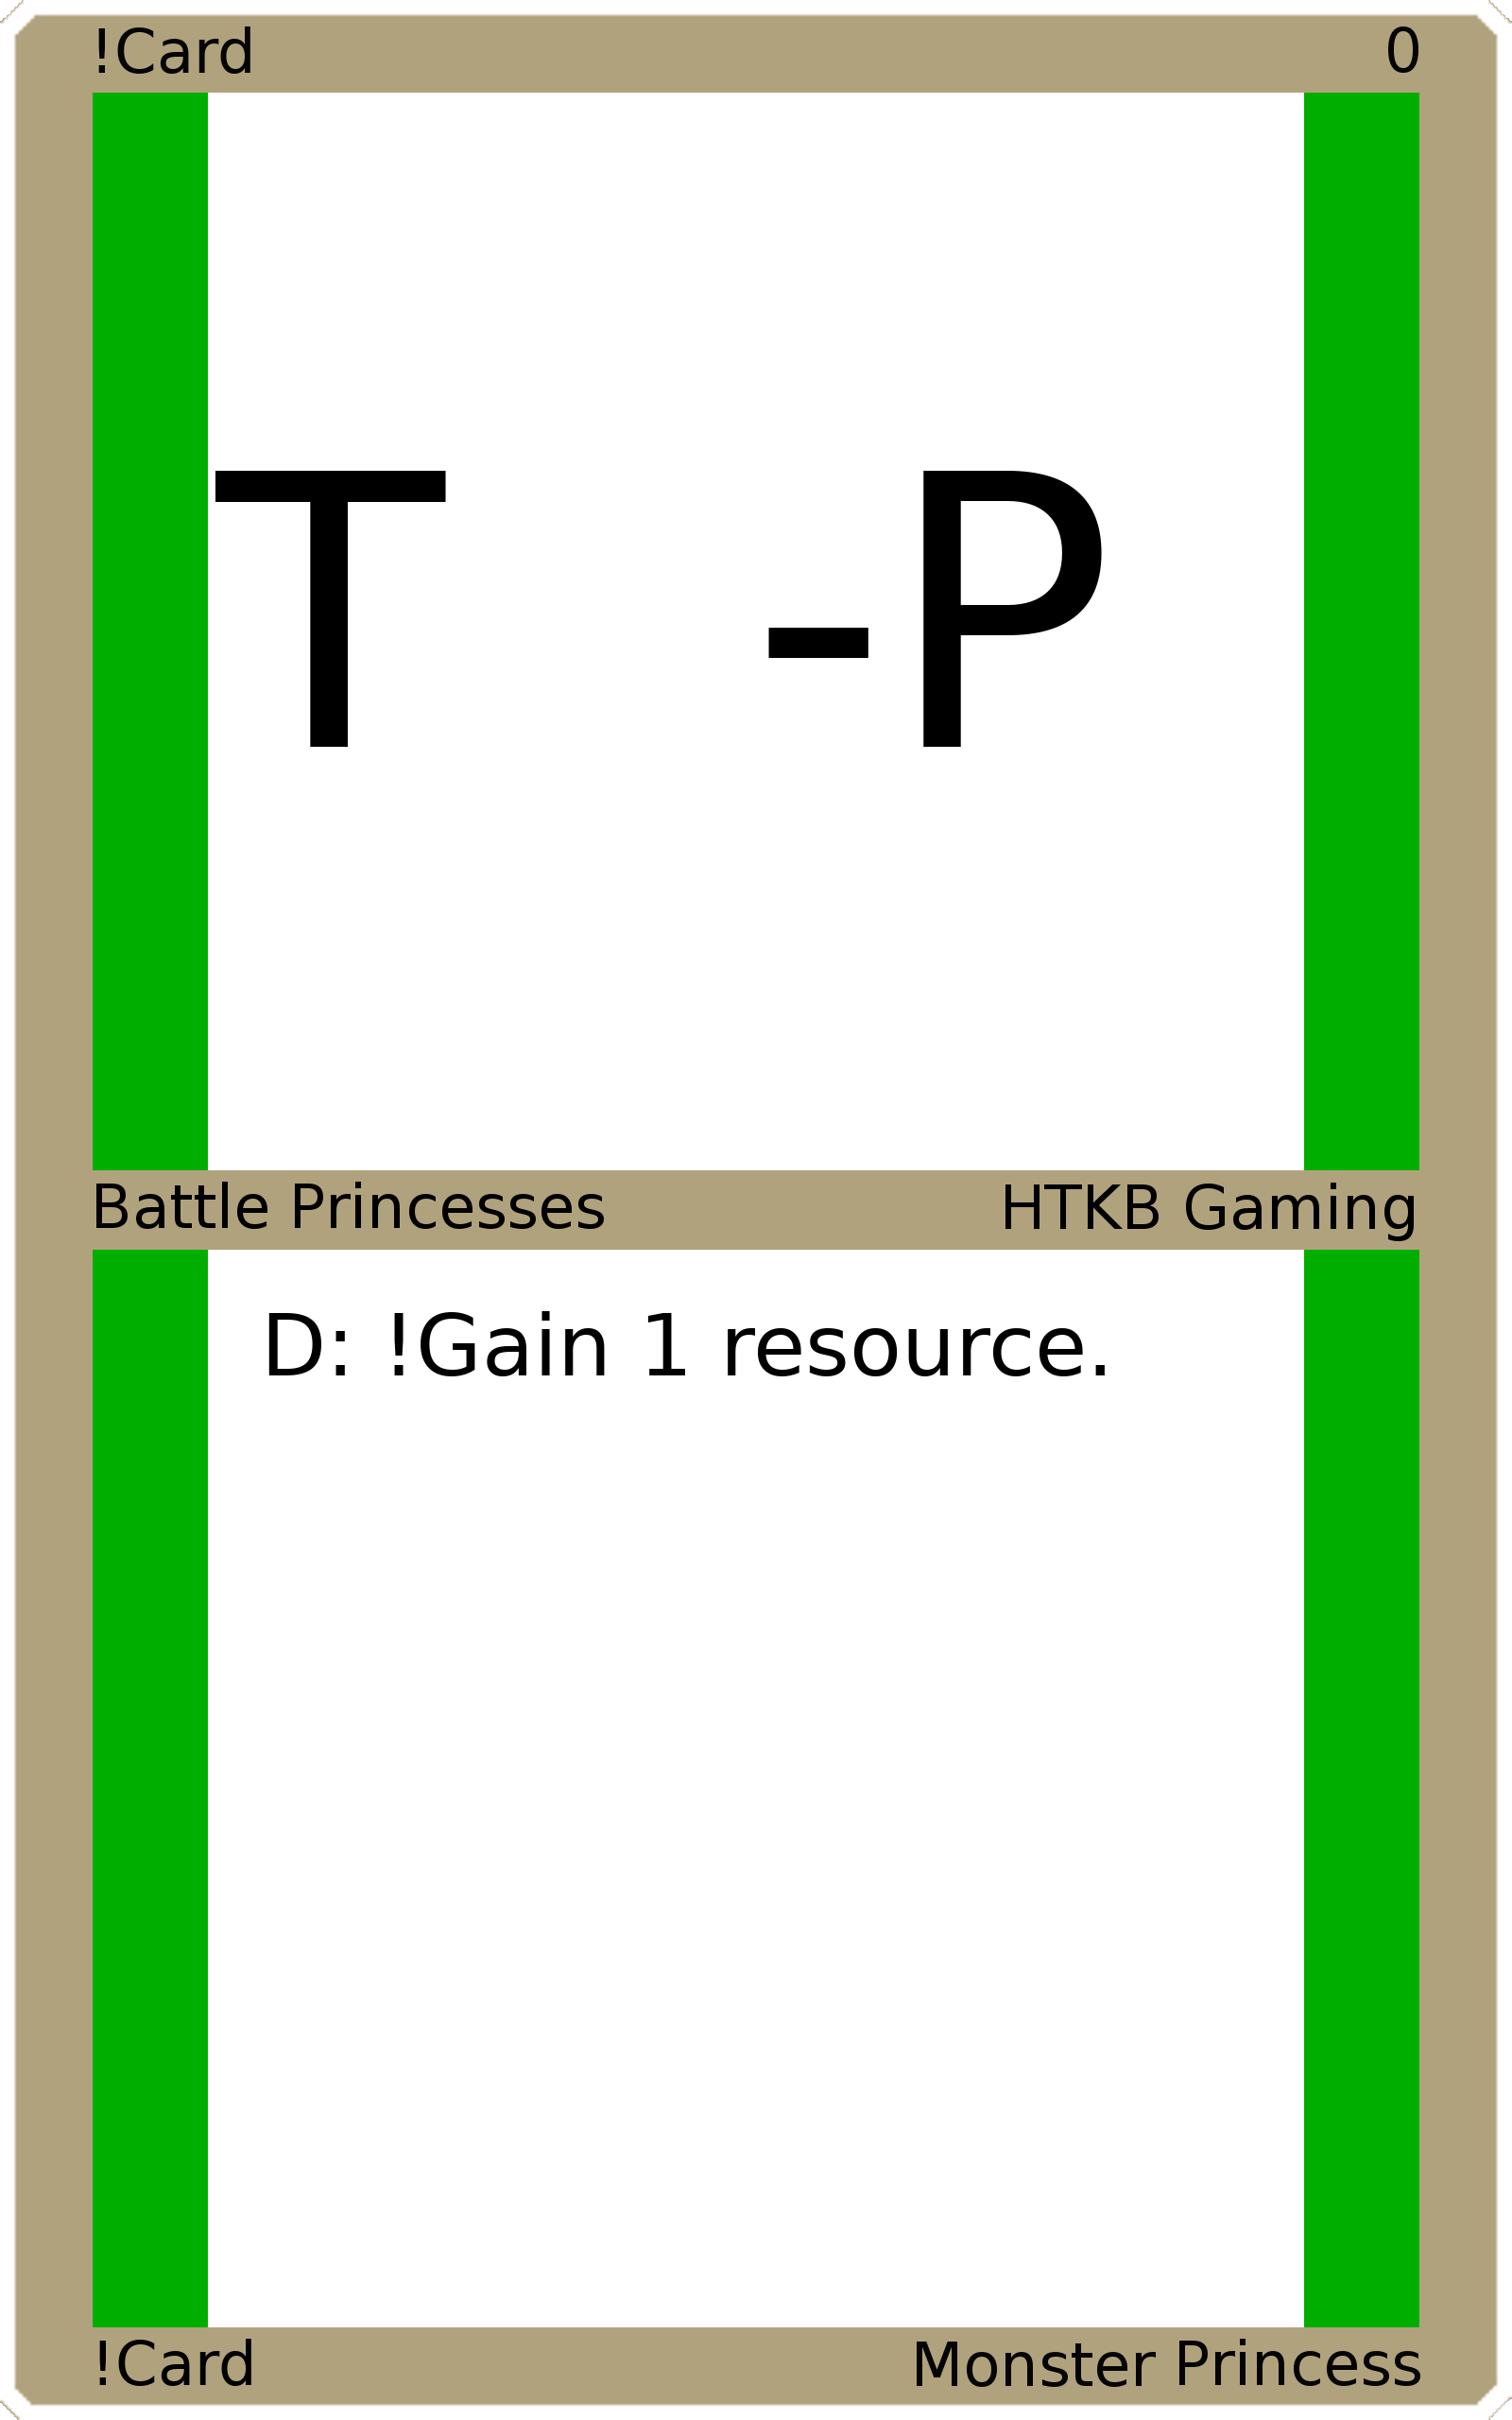 !Card 0
T -P
Battle Princesses HTKB Gaming
D: !Gain 1 resource.
!Card Monster Princess